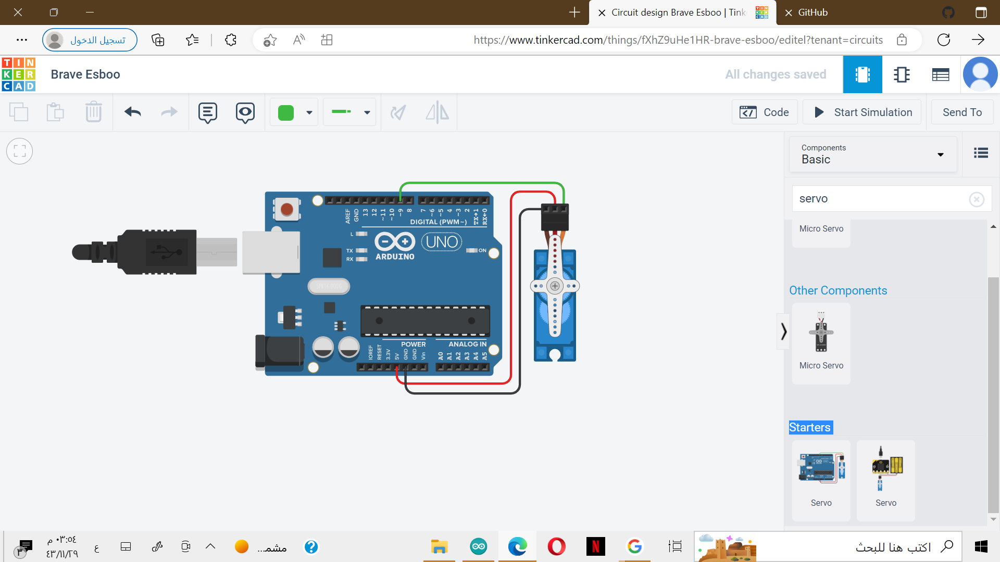 Circuit design Brave Esboo | Tink
GitHub
تسجيل الدخول
https://www.tinkercad.com/things/fXhZ9uHe1HR-brave-esboo/editel?tenant=circuits
TIN
KER
CAD
Brave Esboo
All changes saved
Code
Start Simulation
Send To
Components
Basic
servo
Micro Servo
Other Components
Micro Servo
Starters
Servo
Servo
AREF
GND
13
12
~11
~10
~9
8
7
~6
~5
4
~3
2
TX→1
RX←0
DIGITAL (PWM~)
L
TX
RX
UNO
ARDUINO
ON
POWER
ANALOG IN
IOREF
RESET
3.3V
5V
GND
GND
Vin
A0
A1
A2
A3
A4
A5
٠٣:٥٤ م
٤٣/١١/٢٩
٣
ع
مشمـ...
اكتب هنا للبحث